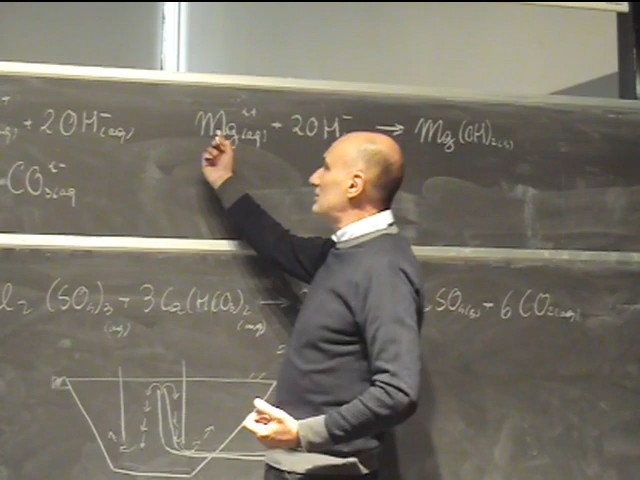 + 2OH⁻(aq) Mg²⁺(aq) + 2OH⁻ → Mg(OH)₂(s)
CO₃²⁻(aq)
(SO₄)₃ + 3Ca(HCO₃)₂ → SO₄(s) + 6CO₂(aq)
(aq) (aq)